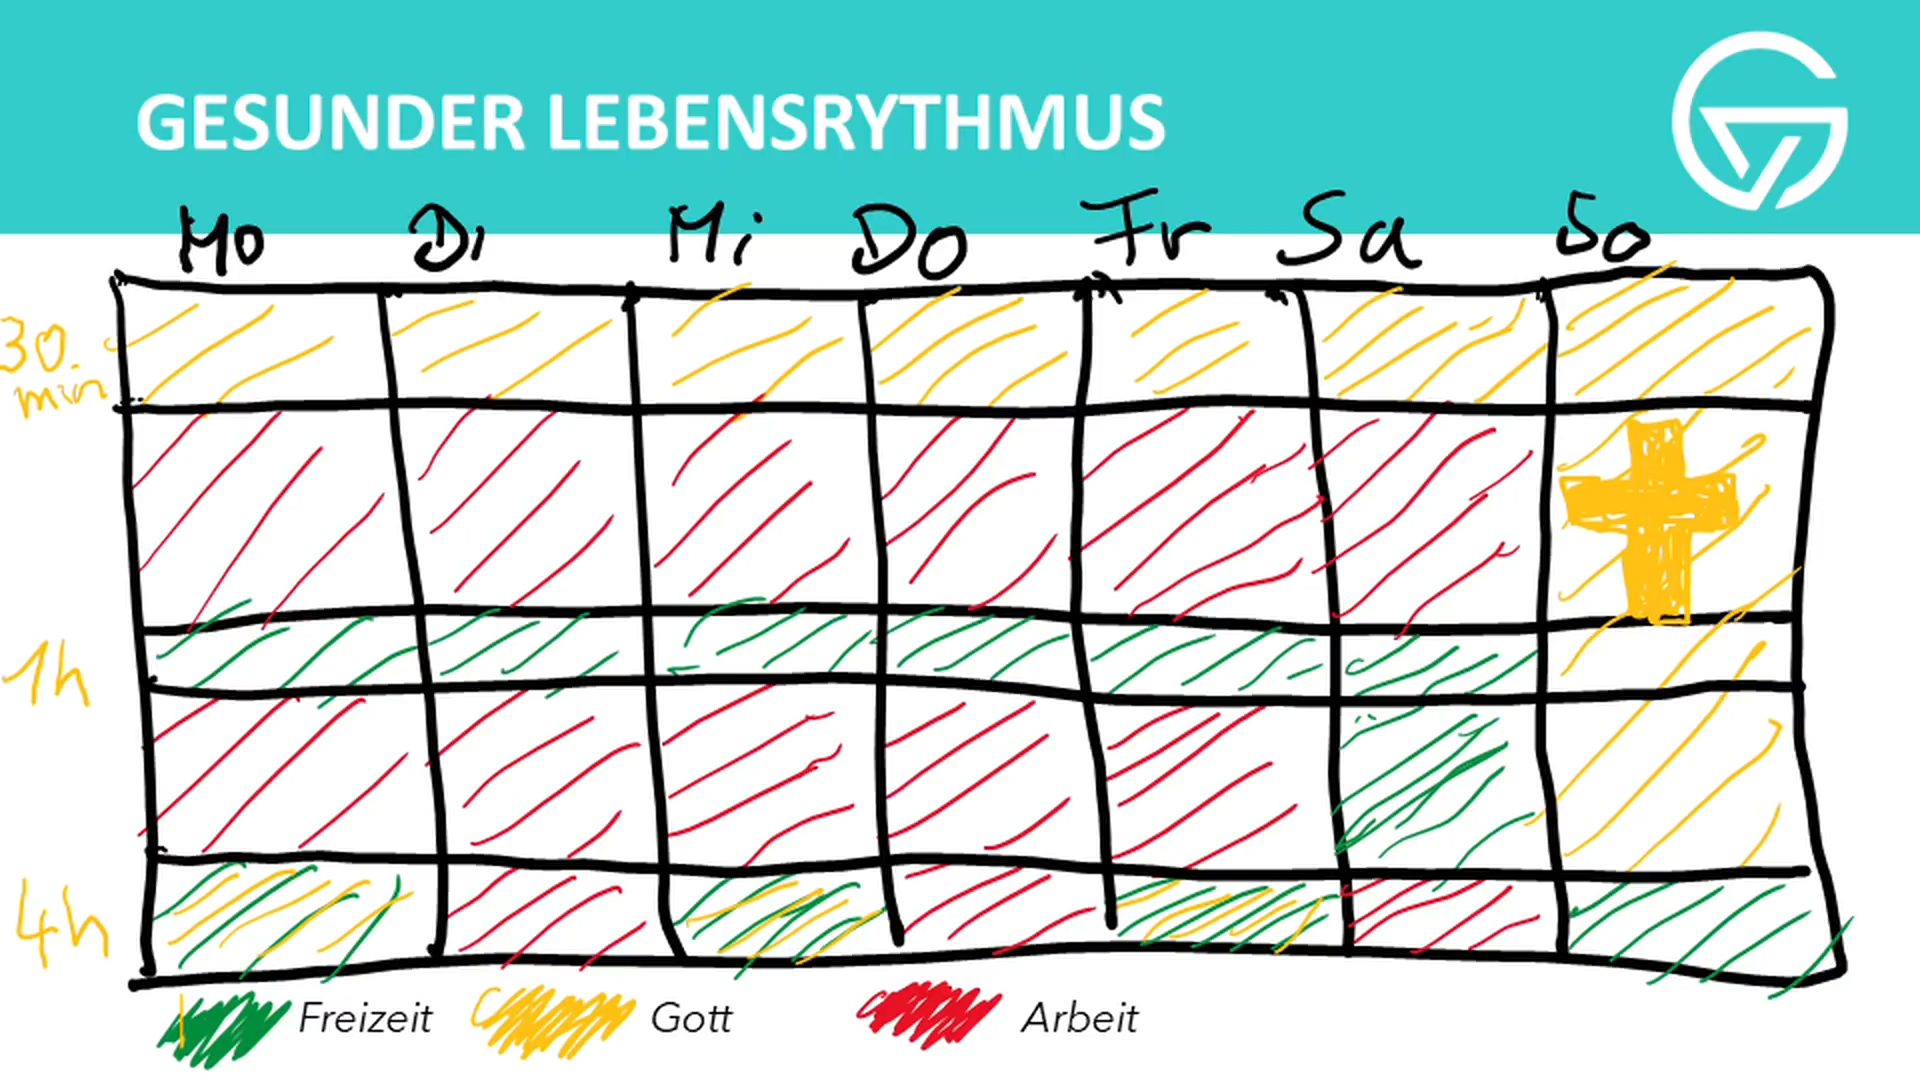 GESUNDER LEBENSRYTHMUS
Mo Di Mi Do Fr Sa So
30.
min
1h
4h
Freizeit Gott Arbeit